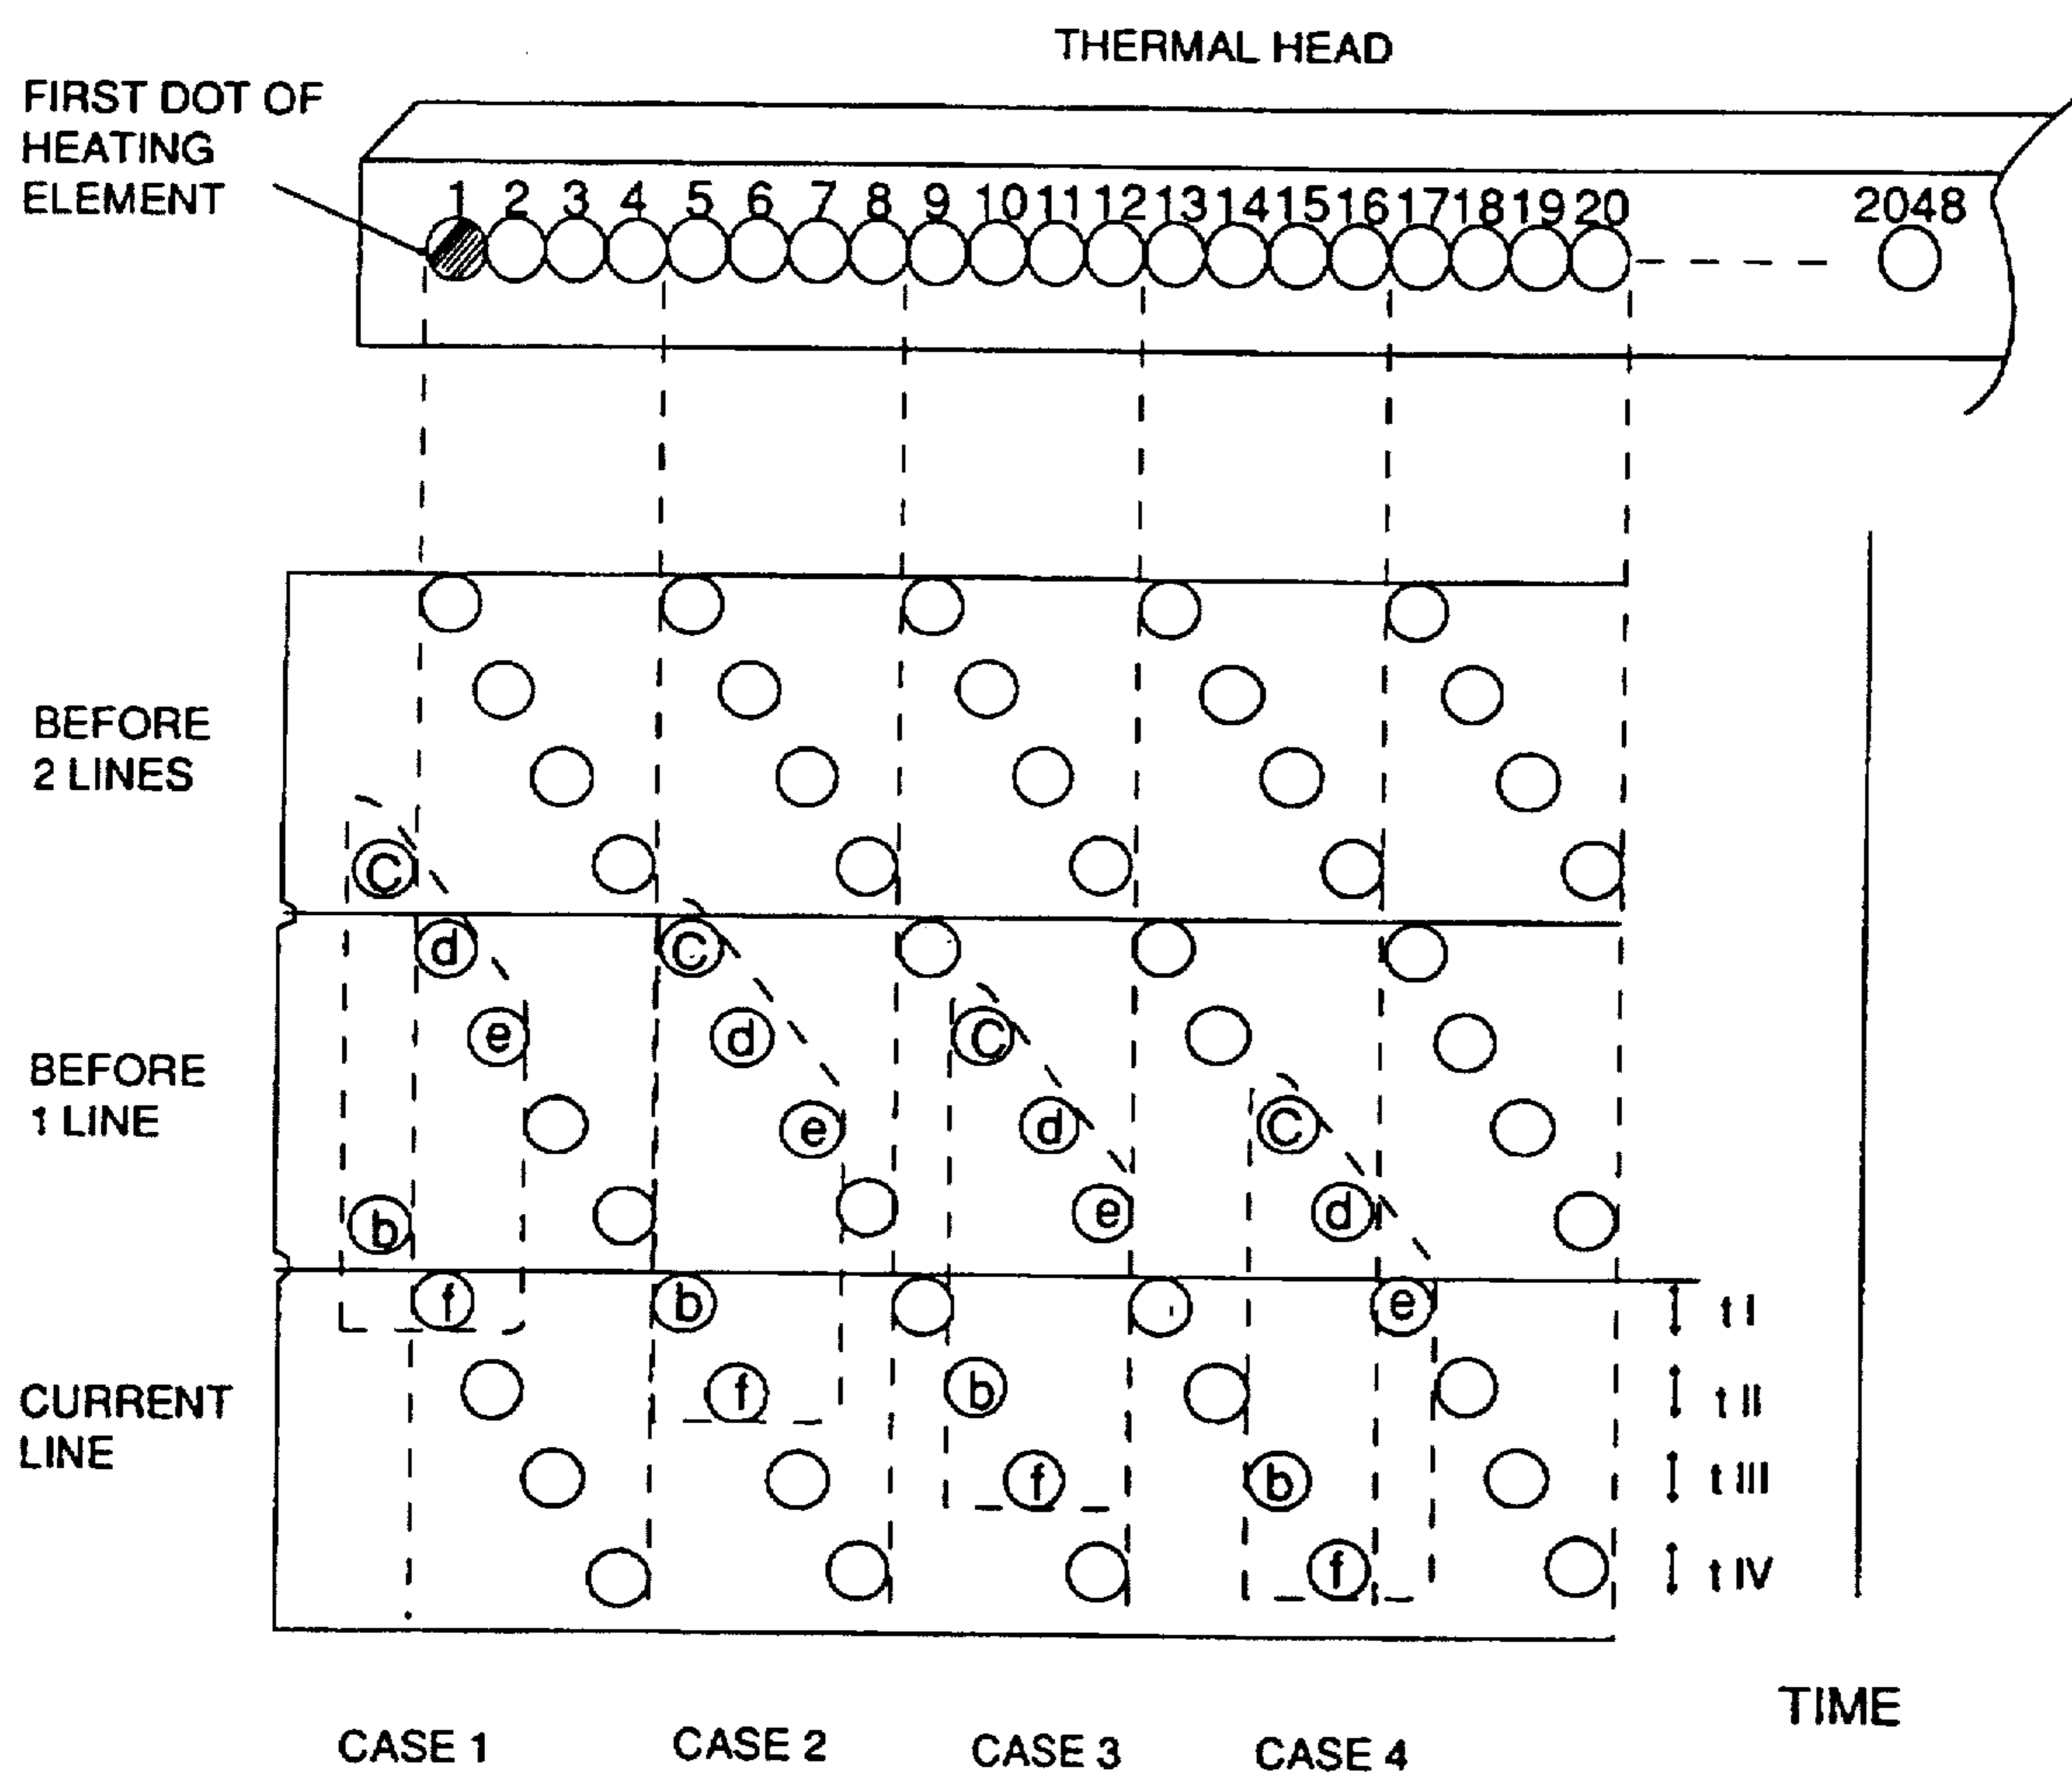 THERMAL HEAD
FIRST DOT OF
HEATING
ELEMENT
1 2 3 4 5 6 7 8 9 10 11 12 13 14 15 16 17 18 19 20 2048
BEFORE
2 LINES
C
d C
e d C
BEFORE
1 LINE
e d C
b e d
f b e t I
CURRENT
LINE
f b t II
f b t III
f t IV
TIME
CASE 1 CASE 2 CASE 3 CASE 4